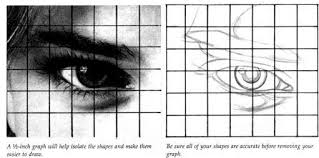 A ½-inch graph will help isolate the shapes and make them
easier to draw.
Be sure all of your shapes are accurate before removing your
graph.